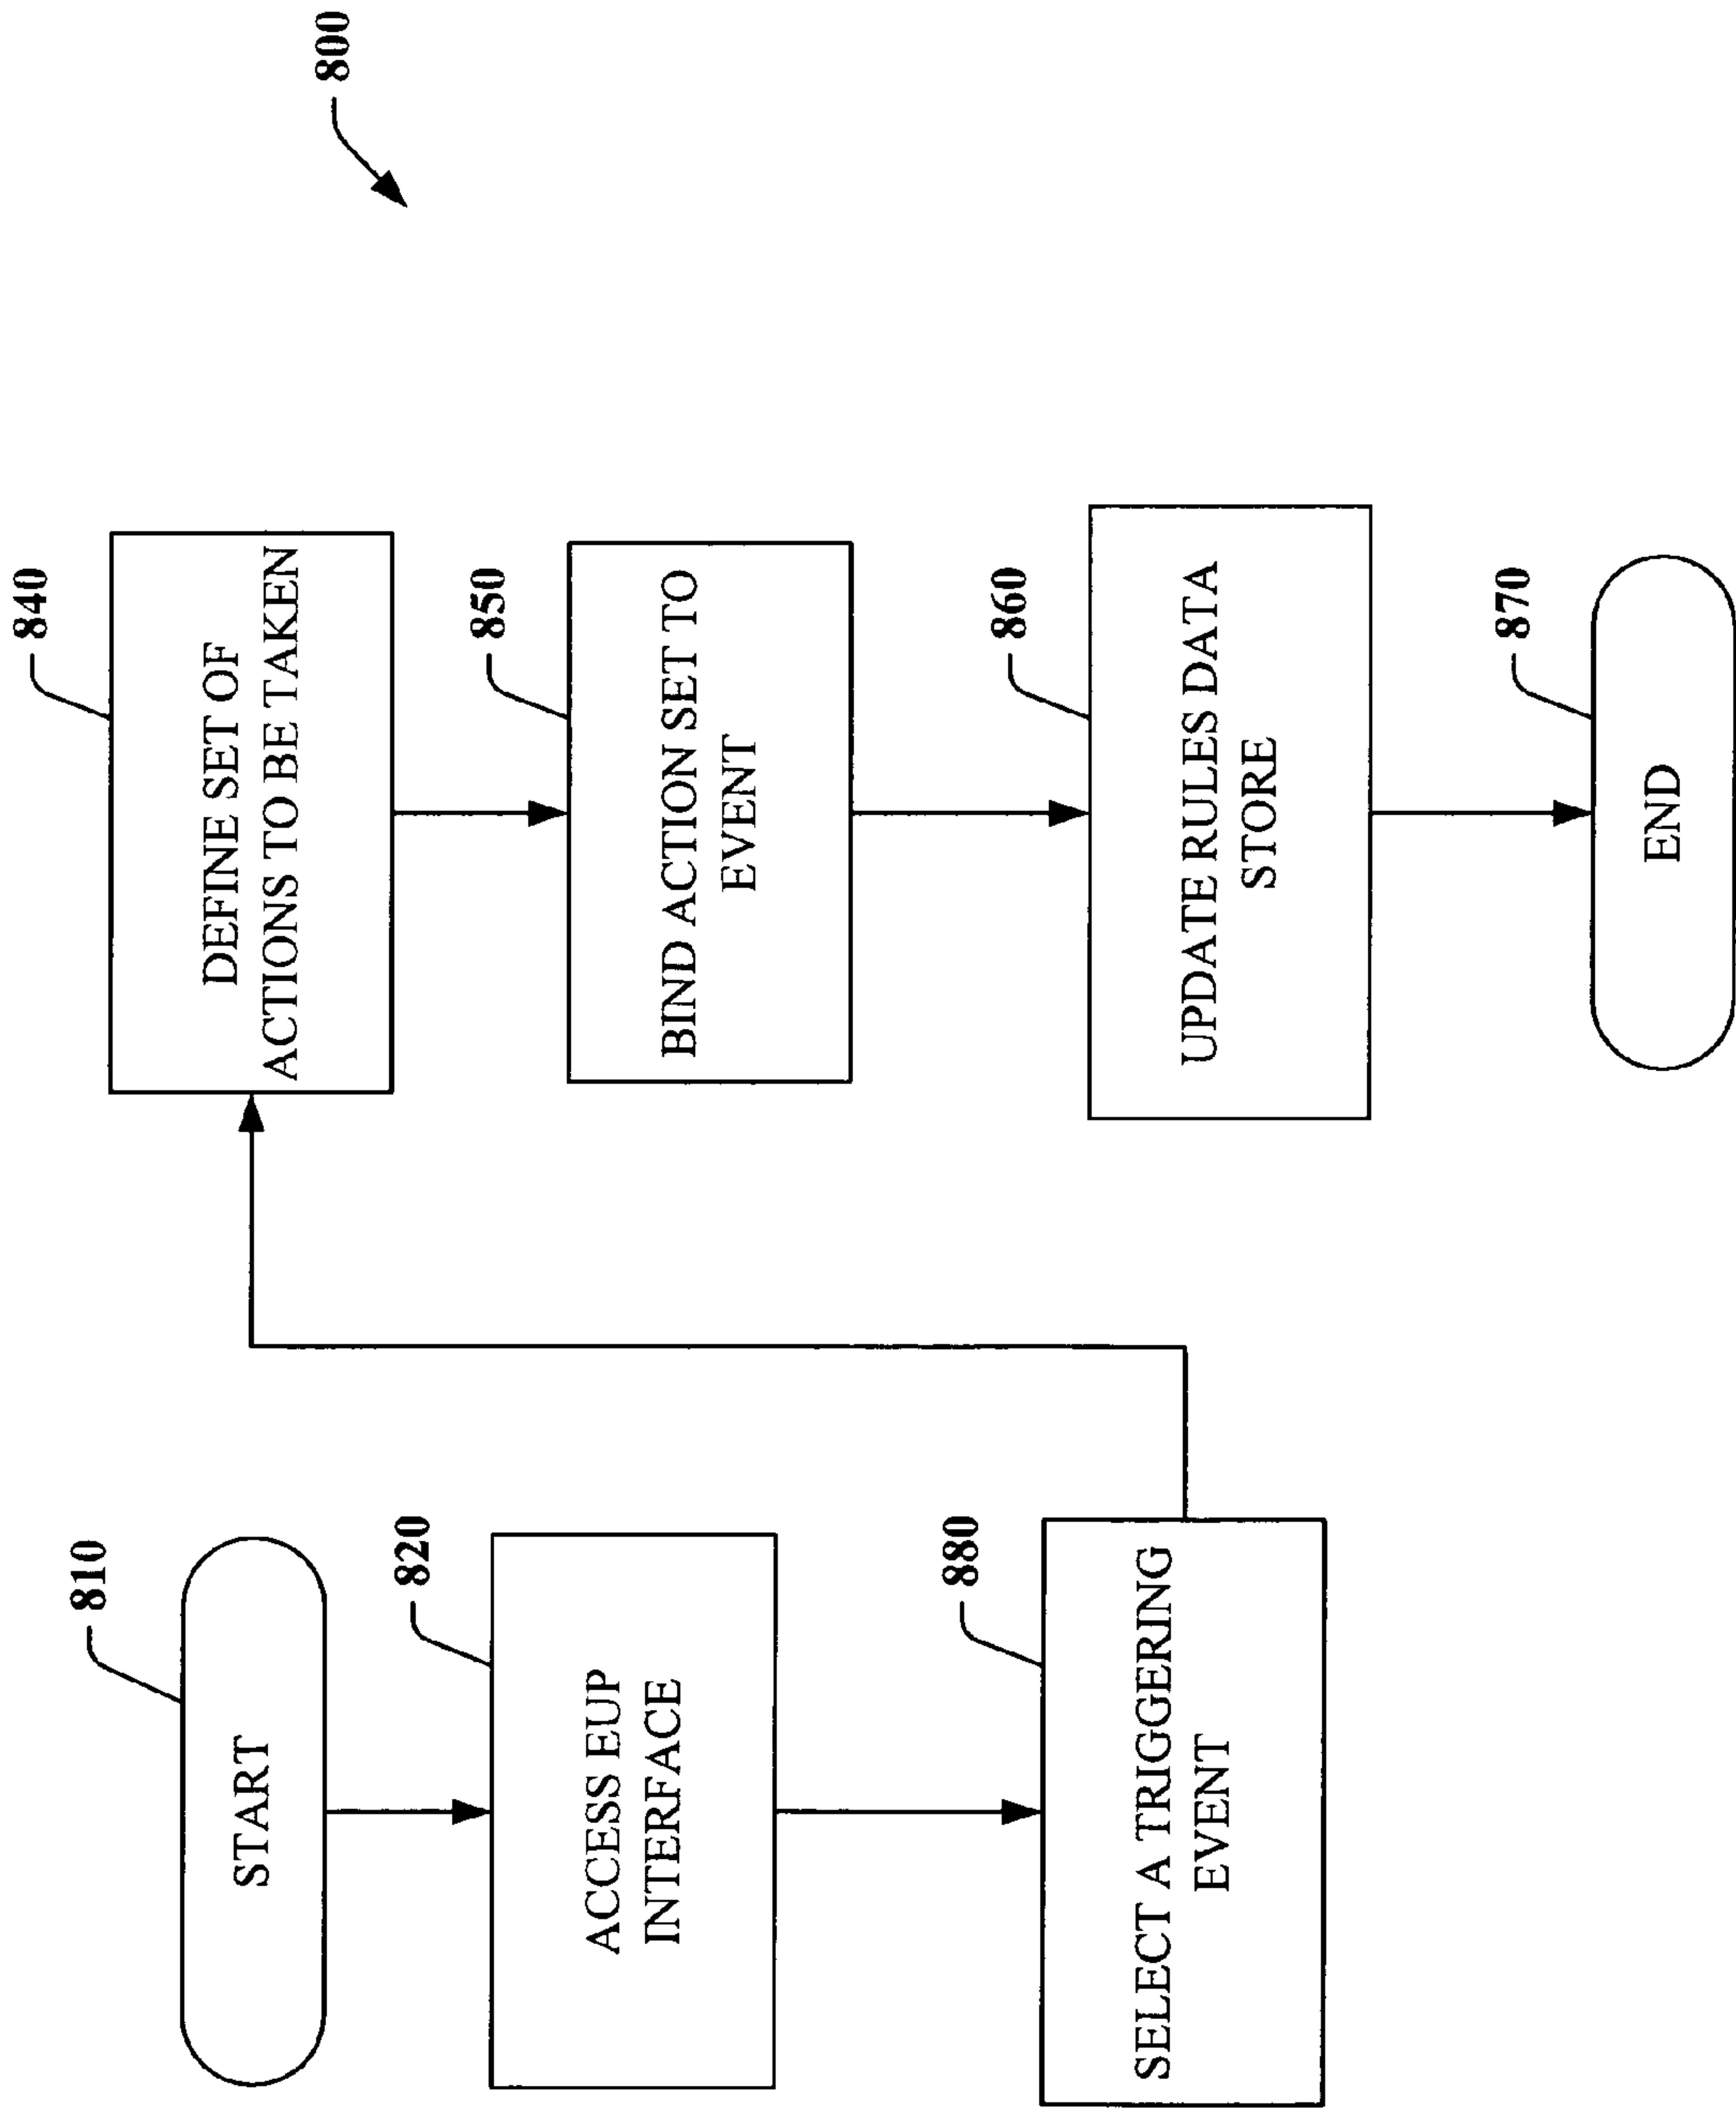 800
810
START
820
ACCESS EUP
INTERFACE
880
SELECT A TRIGGERING
EVENT
840
DEFINE SET OF
ACTIONS TO BE TAKEN
850
BIND ACTION SET TO
EVENT
860
UPDATE RULES DATA
STORE
870
END